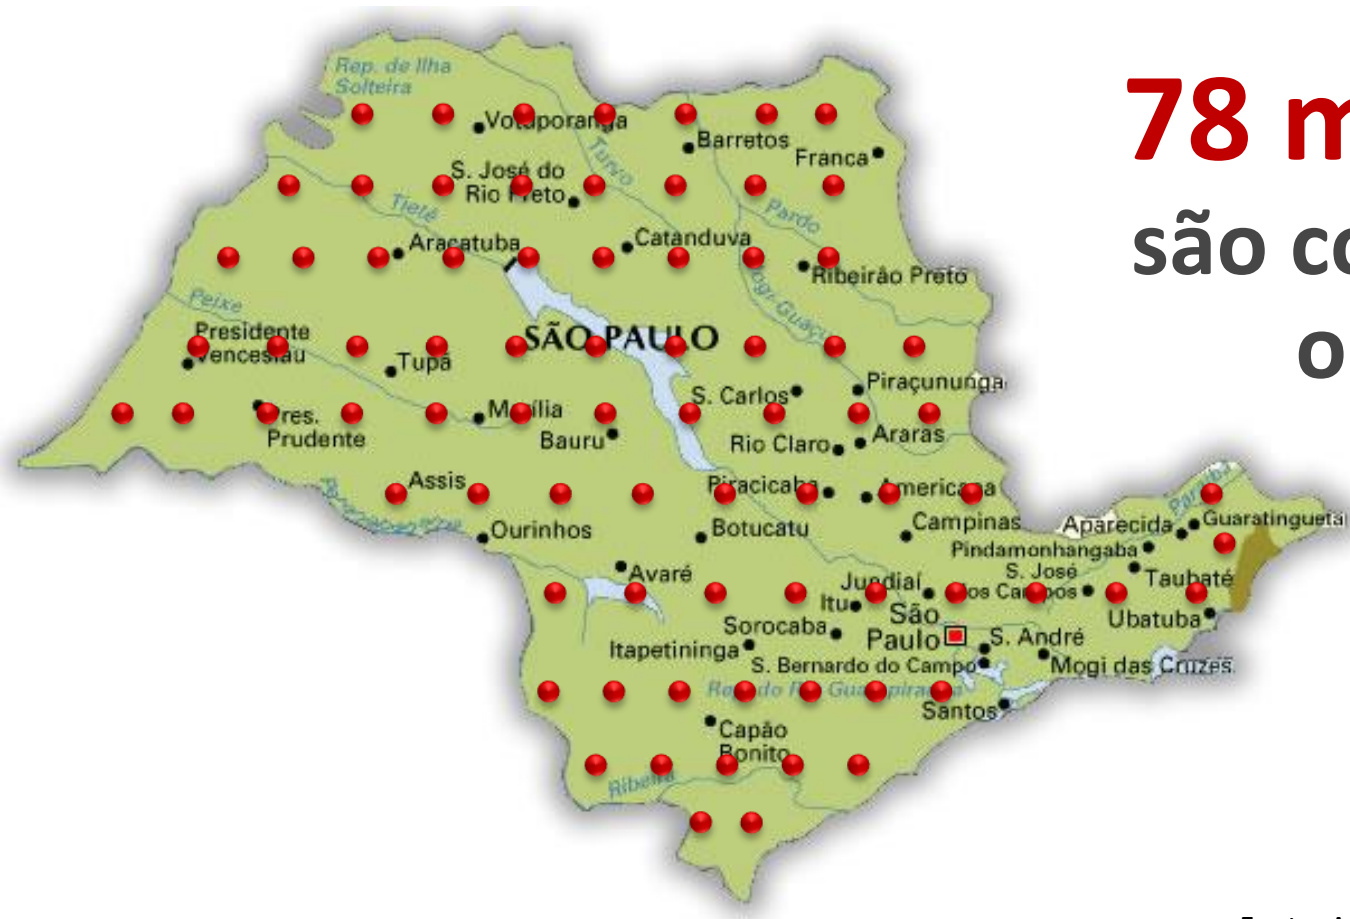 78 m
são co
o
Rep. de Ilha
Solteira
Votuporanga
Turvo
Barretos
Franca
S. José do
Rio Preto
Tietê
Pardo
Araçatuba
Catanduva
Mogi-Guaçu
Ribeirão Preto
Peixe
Presidente
Venceslau
Tupã
SÃO PAULO
S. Carlos
Piraçununga
Pres.
Prudente
Marília
Bauru
Rio Claro
Araras
Assis
Piracicaba
Americana
Paraíba
Ourinhos
Botucatu
Campinas
Aparecida
Guaratinguetá
Pindamonhangaba
Avaré
Jundiaí
S. José
dos Campos
Taubaté
Itu
São
Paulo
Ubatuba
Sorocaba
S. André
Itapetininga
S. Bernardo do Campo
Mogi das Cruzes
Santos
Capão
Bonito
Ribeira